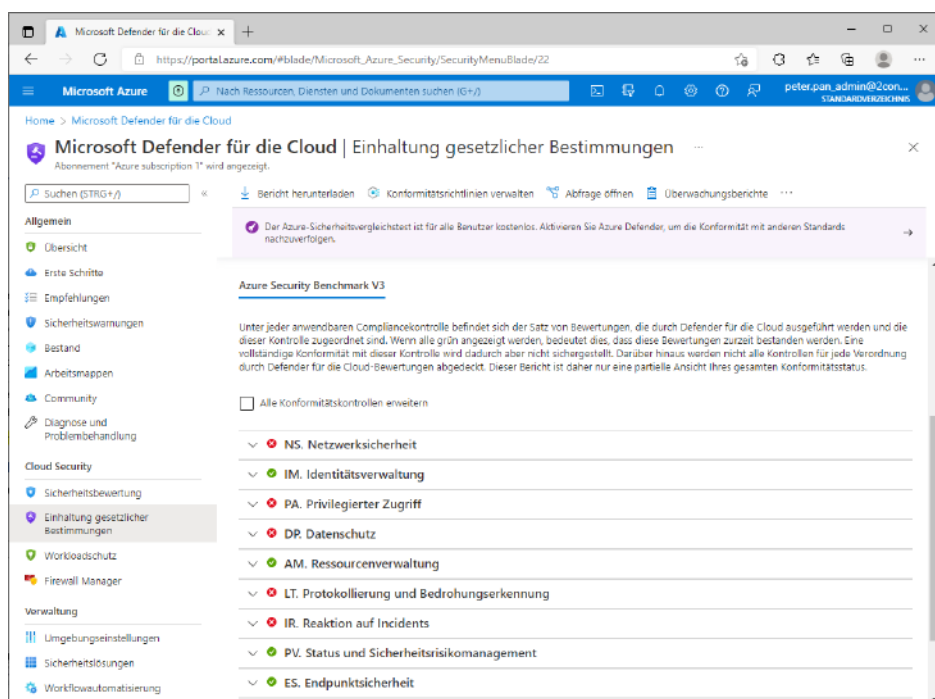 Microsoft Defender für die Clou
https://portal.azure.com/#blade/Microsoft_Azure_Security/SecurityMenuBlade/22
Microsoft Azure
Nach Ressourcen, Diensten und Dokumenten suchen (G+/)
peter.pan_admin@2con...
STANDARDVERZEICHNIS
Home > Microsoft Defender für die Cloud
Microsoft Defender für die Cloud | Einhaltung gesetzlicher Bestimmungen ...
Abonnement "Azure subscription 1" wird angezeigt.
Suchen (STRG+/)
«
Bericht herunterladen
Konformitätsrichtlinien verwalten
Abfrage öffnen
Überwachungsberichte
...
Allgemein
Übersicht
Erste Schritte
Empfehlungen
Sicherheitswarnungen
Bestand
Arbeitsmappen
Community
Diagnose und
Problembehandlung
Cloud Security
Sicherheitsbewertung
Einhaltung gesetzlicher
Bestimmungen
Workloadschutz
Firewall Manager
Verwaltung
Umgebungseinstellungen
Sicherheitslösungen
Workflowautomatisierung
Der Azure-Sicherheitsvergleichstest ist für alle Benutzer kostenlos. Aktivieren Sie Azure Defender, um die Konformität mit anderen Standards
nachzuverfolgen.
Azure Security Benchmark V3
Unter jeder anwendbaren Compliancekontrolle befindet sich der Satz von Bewertungen, die durch Defender für die Cloud ausgeführt werden und die
dieser Kontrolle zugeordnet sind. Wenn alle grün angezeigt werden, bedeutet dies, dass diese Bewertungen zurzeit bestanden werden. Eine
vollständige Konformität mit dieser Kontrolle wird dadurch aber nicht sichergestellt. Darüber hinaus werden nicht alle Kontrollen für jede Verordnung
durch Defender für die Cloud-Bewertungen abgedeckt. Dieser Bericht ist daher nur eine partielle Ansicht Ihres gesamten Konformitätsstatus.
Alle Konformitätskontrollen erweitern
NS. Netzwerksicherheit
IM. Identitätsverwaltung
PA. Privilegierter Zugriff
DP. Datenschutz
AM. Ressourcenverwaltung
LT. Protokollierung und Bedrohungserkennung
IR. Reaktion auf Incidents
PV. Status und Sicherheitsrisikomanagement
ES. Endpunktsicherheit